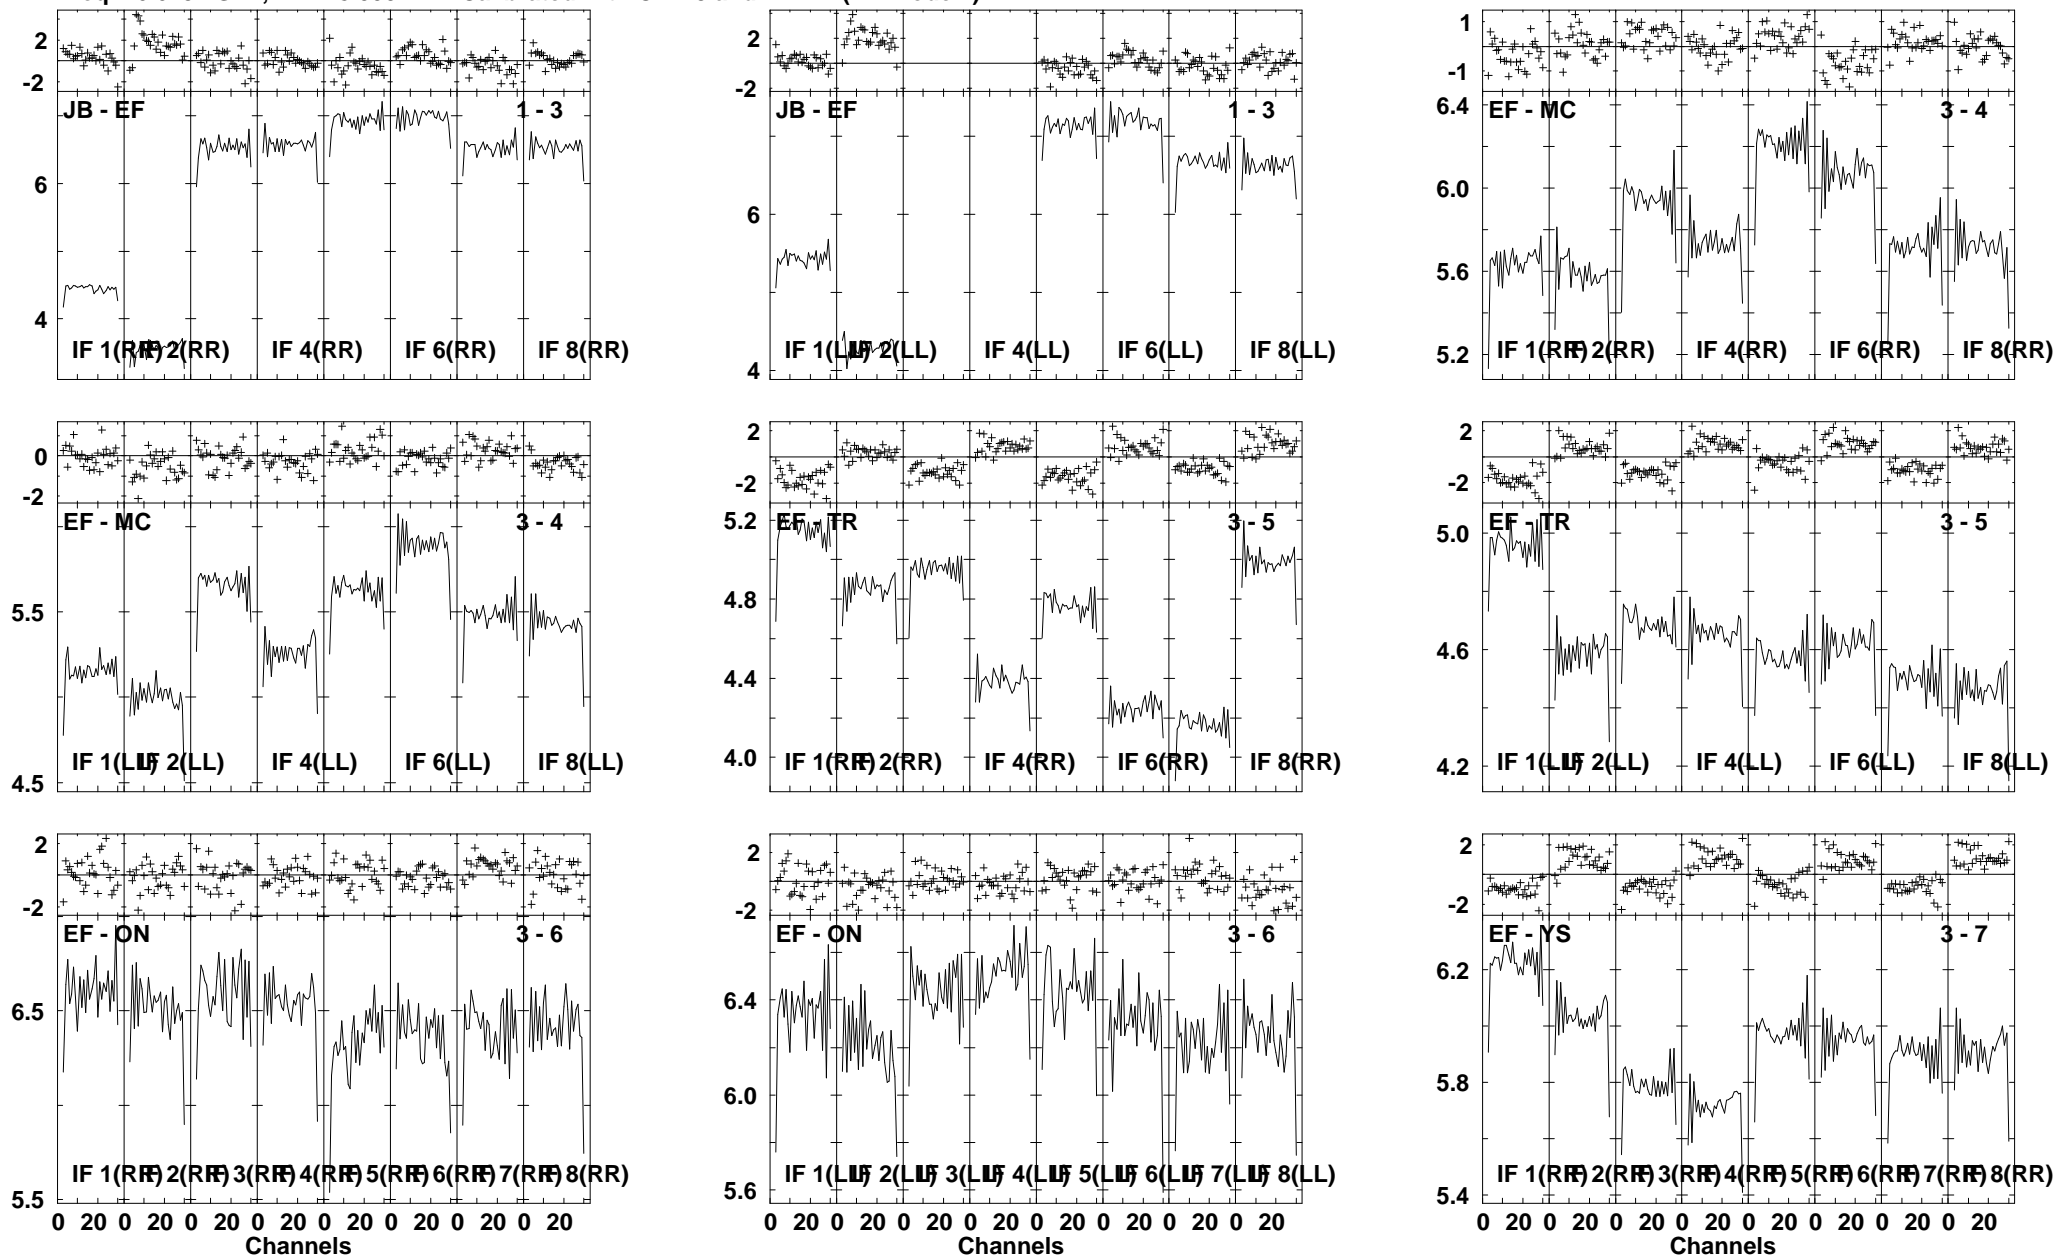 2
-2
JB - EF
1 - 3
6
4
IF 1(RR) IF 2(RR) IF 4(RR) IF 6(RR) IF 8(RR)
2
-2
JB - EF
1 - 3
6
4
IF 1(LL) IF 2(LL) IF 4(LL) IF 6(LL) IF 8(LL)
1
-1
6.4
EF - MC
3 - 4
6.0
5.6
5.2
IF 1(RR) IF 2(RR) IF 4(RR) IF 6(RR) IF 8(RR)
0
-2
EF - MC
3 - 4
5.5
4.5
IF 1(LL) IF 2(LL) IF 4(LL) IF 6(LL) IF 8(LL)
2
-2
5.2
EF - TR
3 - 5
4.8
4.4
4.0
IF 1(RR) IF 2(RR) IF 4(RR) IF 6(RR) IF 8(RR)
2
-2
EF - TR
3 - 5
5.0
4.6
4.2
IF 1(LL) IF 2(LL) IF 4(LL) IF 6(LL) IF 8(LL)
2
-2
EF - ON
3 - 6
6.5
5.5
IF 1(RR) IF 2(RR) IF 3(RR) IF 4(RR) IF 5(RR) IF 6(RR) IF 7(RR) IF 8(RR)
0 20 0 20 0 20 0 20 0 20 0 20 0 20 0 20
Channels
2
-2
EF - ON
3 - 6
6.4
6.0
5.6
IF 1(LL) IF 2(LL) IF 3(LL) IF 4(LL) IF 5(LL) IF 6(LL) IF 7(LL) IF 8(LL)
0 20 0 20 0 20 0 20 0 20 0 20 0 20 0 20
Channels
2
-2
EF - YS
3 - 7
6.2
5.8
5.4
IF 1(RR) IF 2(RR) IF 3(RR) IF 4(RR) IF 5(RR) IF 6(RR) IF 7(RR) IF 8(RR)
0 20 0 20 0 20 0 20 0 20 0 20 0 20 0 20
Channels